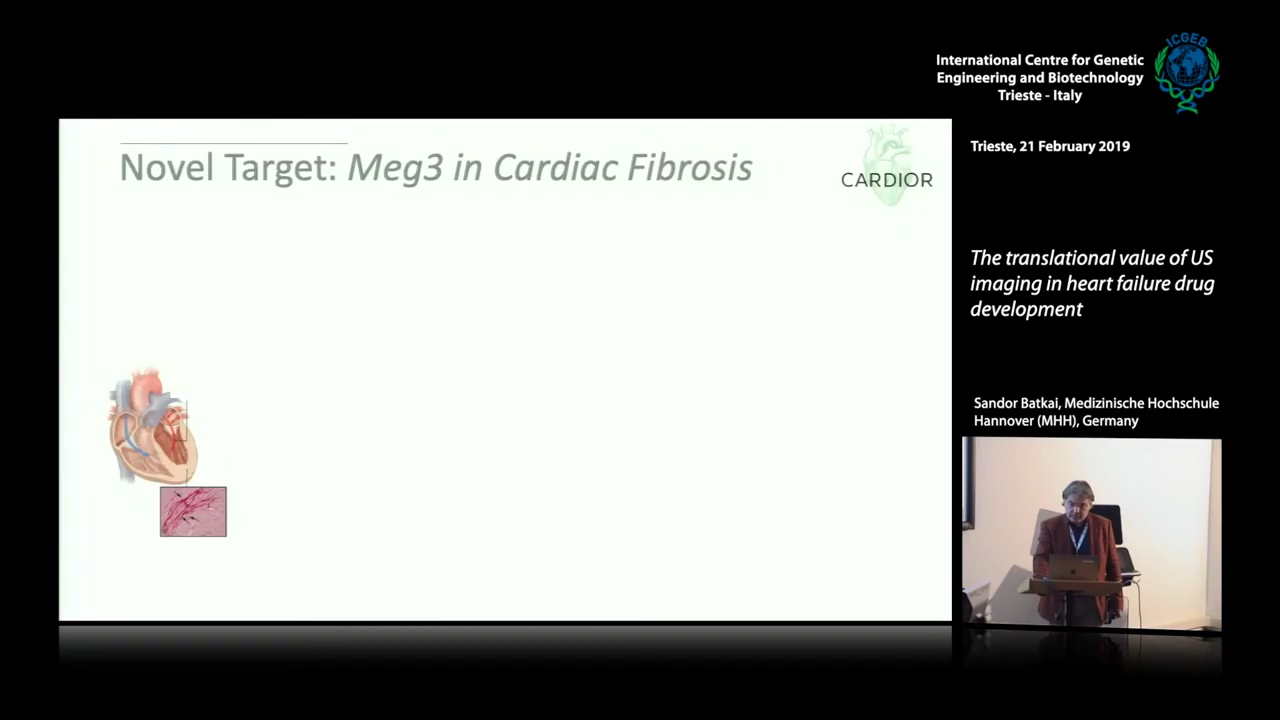 ICGEB
International Centre for Genetic
Engineering and Biotechnology
Trieste - Italy
Trieste, 21 February 2019
Novel Target: Meg3 in Cardiac Fibrosis
CARDIOR
The translational value of US
imaging in heart failure drug
development
Sandor Batkai, Medizinische Hochschule
Hannover (MHH), Germany